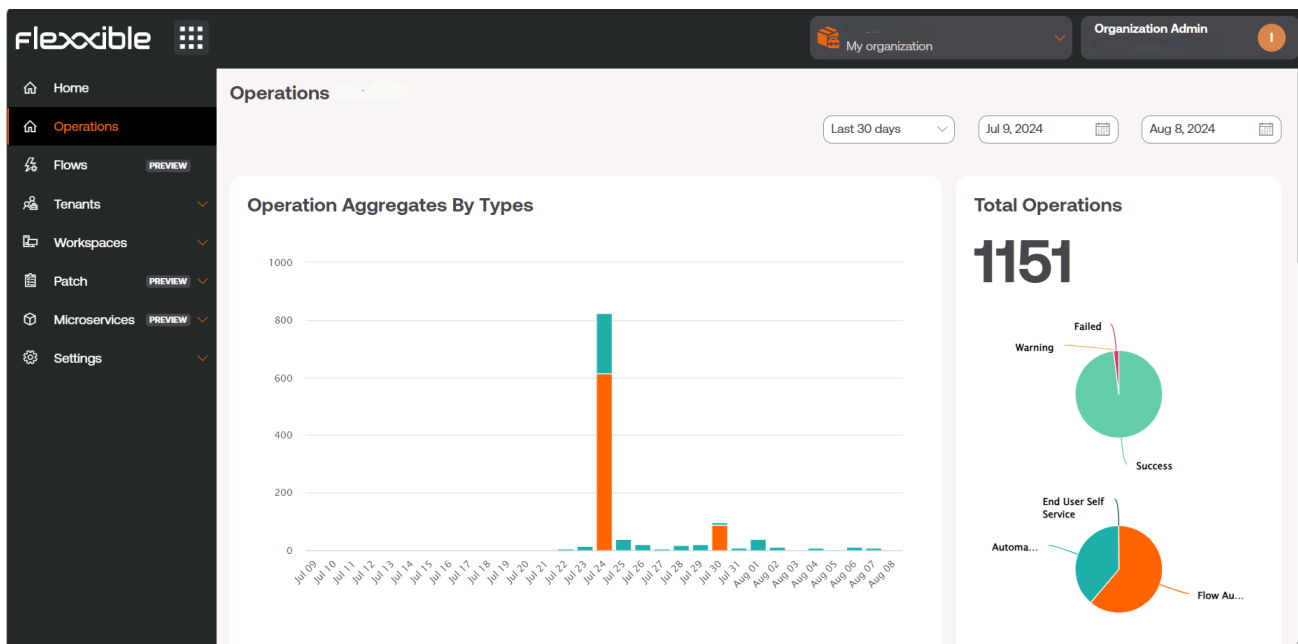 Flexxible
My organization
Organization Admin
I
Home
Operations
Flows PREVIEW
Tenants
Workspaces
Patch PREVIEW
Microservices PREVIEW
Settings
Operations
Last 30 days
Jul 9, 2024
Aug 8, 2024
Operation Aggregates By Types
1000
800
600
400
200
0
Jul 09
Jul 10
Jul 11
Jul 12
Jul 13
Jul 14
Jul 15
Jul 16
Jul 17
Jul 18
Jul 19
Jul 20
Jul 21
Jul 22
Jul 23
Jul 24
Jul 25
Jul 26
Jul 27
Jul 28
Jul 29
Jul 30
Jul 31
Aug 01
Aug 02
Aug 03
Aug 04
Aug 05
Aug 06
Aug 07
Aug 08
Total Operations
1151
Failed
Warning
Success
End User Self
Service
Automa...
Flow Au...